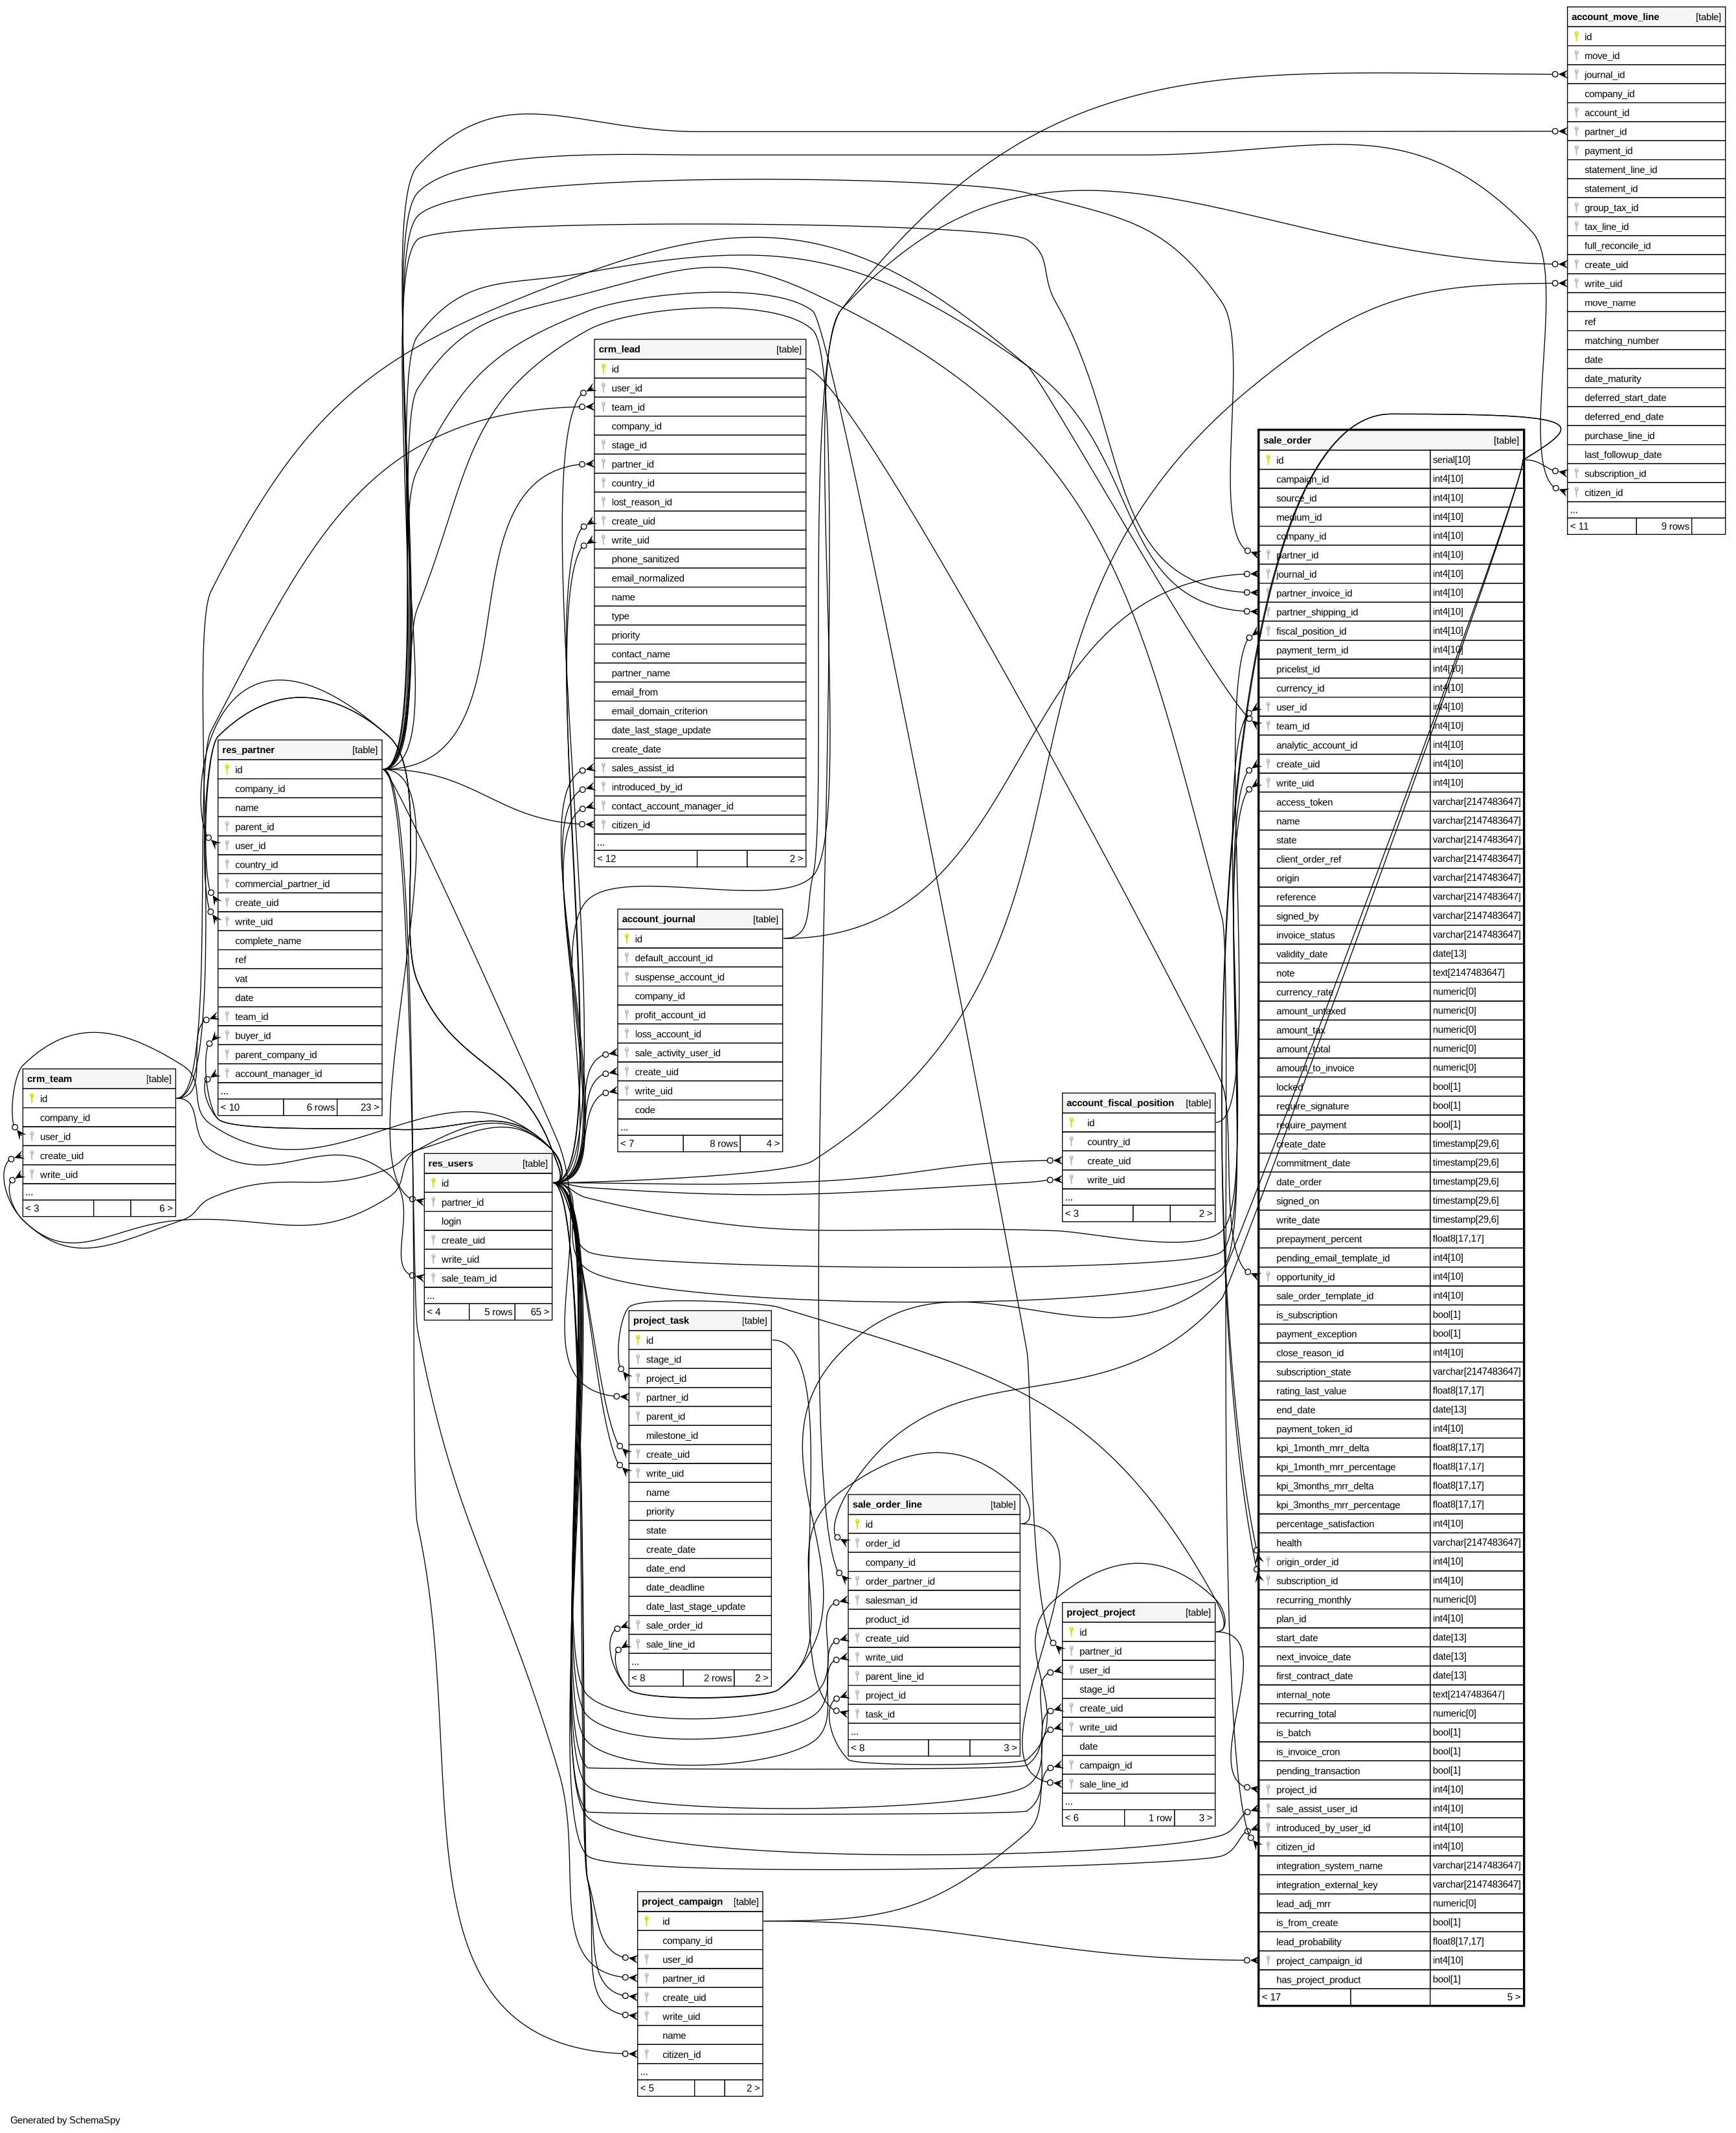 account_move_line [table]
id
move_id
journal_id
company_id
account_id
partner_id
payment_id
statement_line_id
statement_id
group_tax_id
tax_line_id
full_reconcile_id
create_uid
write_uid
move_name
ref
matching_number
date
date_maturity
deferred_start_date
deferred_end_date
purchase_line_id
last_followup_date
subscription_id
citizen_id
...
< 11 9 rows
crm_lead [table]
id
user_id
team_id
company_id
stage_id
partner_id
country_id
lost_reason_id
create_uid
write_uid
phone_sanitized
email_normalized
name
type
priority
contact_name
partner_name
email_from
email_domain_criterion
date_last_stage_update
create_date
sales_assist_id
introduced_by_id
contact_account_manager_id
citizen_id
...
< 12 2 >
sale_order [table]
id serial[10]
campaign_id int4[10]
source_id int4[10]
medium_id int4[10]
company_id int4[10]
partner_id int4[10]
journal_id int4[10]
partner_invoice_id int4[10]
partner_shipping_id int4[10]
fiscal_position_id int4[10]
payment_term_id int4[10]
pricelist_id int4[10]
currency_id int4[10]
user_id int4[10]
team_id int4[10]
analytic_account_id int4[10]
create_uid int4[10]
write_uid int4[10]
access_token varchar[2147483647]
name varchar[2147483647]
state varchar[2147483647]
client_order_ref varchar[2147483647]
origin varchar[2147483647]
reference varchar[2147483647]
signed_by varchar[2147483647]
invoice_status varchar[2147483647]
validity_date date[13]
note text[2147483647]
currency_rate numeric[0]
amount_untaxed numeric[0]
amount_tax numeric[0]
amount_total numeric[0]
amount_to_invoice numeric[0]
locked bool[1]
require_signature bool[1]
require_payment bool[1]
create_date timestamp[29,6]
commitment_date timestamp[29,6]
date_order timestamp[29,6]
signed_on timestamp[29,6]
write_date timestamp[29,6]
prepayment_percent float8[17,17]
pending_email_template_id int4[10]
opportunity_id int4[10]
sale_order_template_id int4[10]
is_subscription bool[1]
payment_exception bool[1]
close_reason_id int4[10]
subscription_state varchar[2147483647]
rating_last_value float8[17,17]
end_date date[13]
payment_token_id int4[10]
kpi_1month_mrr_delta float8[17,17]
kpi_1month_mrr_percentage float8[17,17]
kpi_3months_mrr_delta float8[17,17]
kpi_3months_mrr_percentage float8[17,17]
percentage_satisfaction int4[10]
health varchar[2147483647]
origin_order_id int4[10]
subscription_id int4[10]
recurring_monthly numeric[0]
plan_id int4[10]
start_date date[13]
next_invoice_date date[13]
first_contract_date date[13]
internal_note text[2147483647]
recurring_total numeric[0]
is_batch bool[1]
is_invoice_cron bool[1]
pending_transaction bool[1]
project_id int4[10]
sale_assist_user_id int4[10]
introduced_by_user_id int4[10]
citizen_id int4[10]
integration_system_name varchar[2147483647]
integration_external_key varchar[2147483647]
lead_adj_mrr numeric[0]
is_from_create bool[1]
lead_probability float8[17,17]
project_campaign_id int4[10]
has_project_product bool[1]
< 17 5 >
res_partner [table]
id
company_id
name
parent_id
user_id
country_id
commercial_partner_id
create_uid
write_uid
complete_name
ref
vat
date
team_id
buyer_id
parent_company_id
account_manager_id
...
< 10 6 rows 23 >
account_journal [table]
id
default_account_id
suspense_account_id
company_id
profit_account_id
loss_account_id
sale_activity_user_id
create_uid
write_uid
code
...
< 7 8 rows 4 >
crm_team [table]
id
company_id
user_id
create_uid
write_uid
...
< 3 6 >
account_fiscal_position [table]
id
country_id
create_uid
write_uid
...
< 3 2 >
res_users [table]
id
partner_id
login
create_uid
write_uid
sale_team_id
...
< 4 5 rows 65 >
project_task [table]
id
stage_id
project_id
partner_id
parent_id
milestone_id
create_uid
write_uid
name
priority
state
create_date
date_end
date_deadline
date_last_stage_update
sale_order_id
sale_line_id
...
< 8 2 rows 2 >
sale_order_line [table]
id
order_id
company_id
order_partner_id
salesman_id
product_id
create_uid
write_uid
parent_line_id
project_id
task_id
...
< 8 3 >
project_project [table]
id
partner_id
user_id
stage_id
create_uid
write_uid
date
campaign_id
sale_line_id
...
< 6 1 row 3 >
project_campaign [table]
id
company_id
user_id
partner_id
create_uid
write_uid
name
citizen_id
...
< 5 2 >
Generated by SchemaSpy